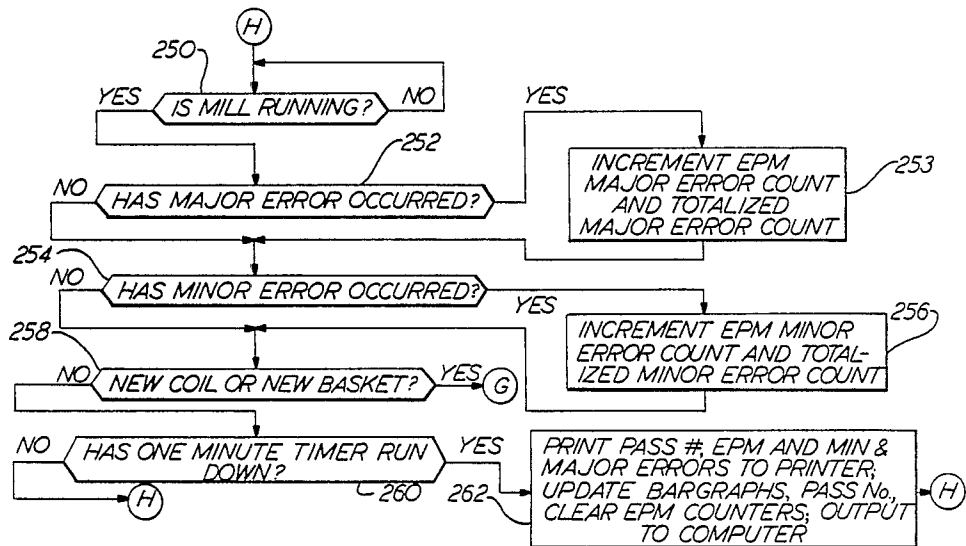 H
250
IS MILL RUNNING?
YES
NO
252
HAS MAJOR ERROR OCCURRED?
NO
YES
INCREMENT EPM
MAJOR ERROR COUNT
AND TOTALIZED
MAJOR ERROR COUNT
253
254
HAS MINOR ERROR OCCURRED?
NO
YES
INCREMENT EPM MINOR
ERROR COUNT AND TOTAL-
IZED MINOR ERROR COUNT
256
258
NEW COIL OR NEW BASKET?
NO
YES
G
HAS ONE MINUTE TIMER RUN
DOWN?
NO
YES
H
260
PRINT PASS #, EPM AND MIN &
MAJOR ERRORS TO PRINTER;
UPDATE BARGRAPHS, PASS No.,
CLEAR EPM COUNTERS; OUTPUT
TO COMPUTER
262
H